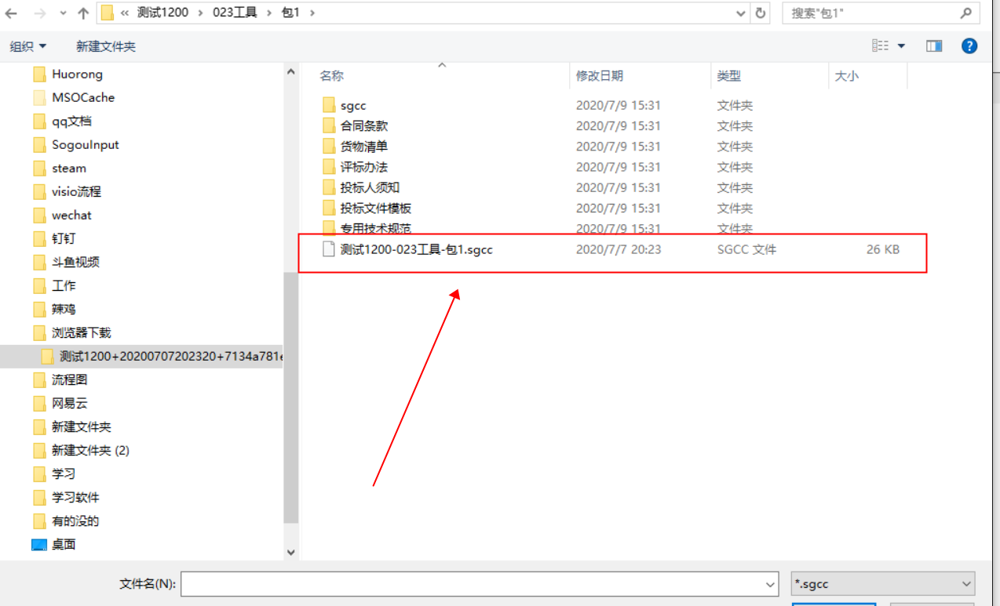 « 测试1200 › 023工具 › 包1 ›
搜索"包1"
组织
新建文件夹
?
Huorong
MSOCache
qq文档
SogouInput
steam
visio流程
wechat
钉钉
斗鱼视频
工作
辣鸡
浏览器下载
测试1200+20200707202320+7134a781e
流程图
网易云
新建文件夹
新建文件夹 (2)
学习
学习软件
有的没的
桌面
名称 修改日期 类型 大小
sgcc 2020/7/9 15:31 文件夹
合同条款 2020/7/9 15:31 文件夹
货物清单 2020/7/9 15:31 文件夹
评标办法 2020/7/9 15:31 文件夹
投标人须知 2020/7/9 15:31 文件夹
投标文件模板 2020/7/9 15:31 文件夹
专用技术规范 2020/7/9 15:31 文件夹
测试1200-023工具-包1.sgcc 2020/7/7 20:23 SGCC 文件 26 KB
文件名(N):
*.sgcc